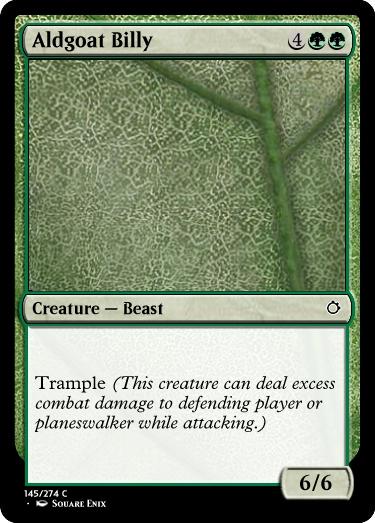 Aldgoat Billy 4
Creature — Beast
Trample (This creature can deal excess
combat damage to defending player or
planeswalker while attacking.)
6/6
145/274 C
· Square Enix